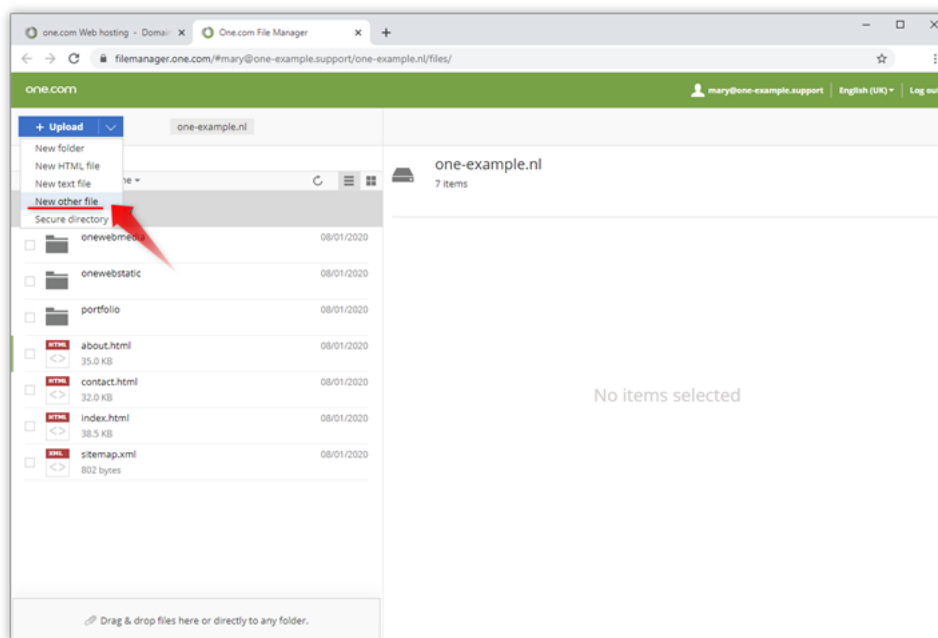 one.com Web hosting - Domai
One.com File Manager
filemanager.one.com/#mary@one-example.support/one-example.nl/files/
one.com
mary@one-example.support
English (UK)
Log out
+ Upload
one-example.nl
New folder
New HTML file
New text file
New other file
Secure directory
one-example.nl
7 items
onewebmedia
08/01/2020
onewebstatic
08/01/2020
portfolio
08/01/2020
HTML
about.html
08/01/2020
35.0 KB
HTML
contact.html
08/01/2020
32.0 KB
HTML
index.html
08/01/2020
38.5 KB
XML
sitemap.xml
08/01/2020
802 bytes
No items selected
Drag & drop files here or directly to any folder.